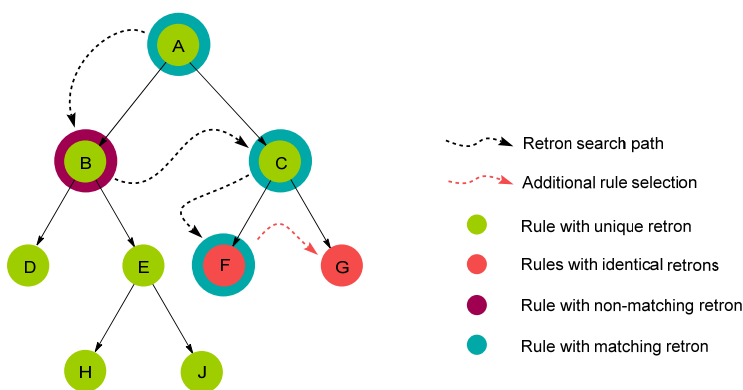 A
B
C
D
E
F
G
H
J
Retron search path
Additional rule selection
Rule with unique retron
Rules with identical retrons
Rule with non-matching retron
Rule with matching retron